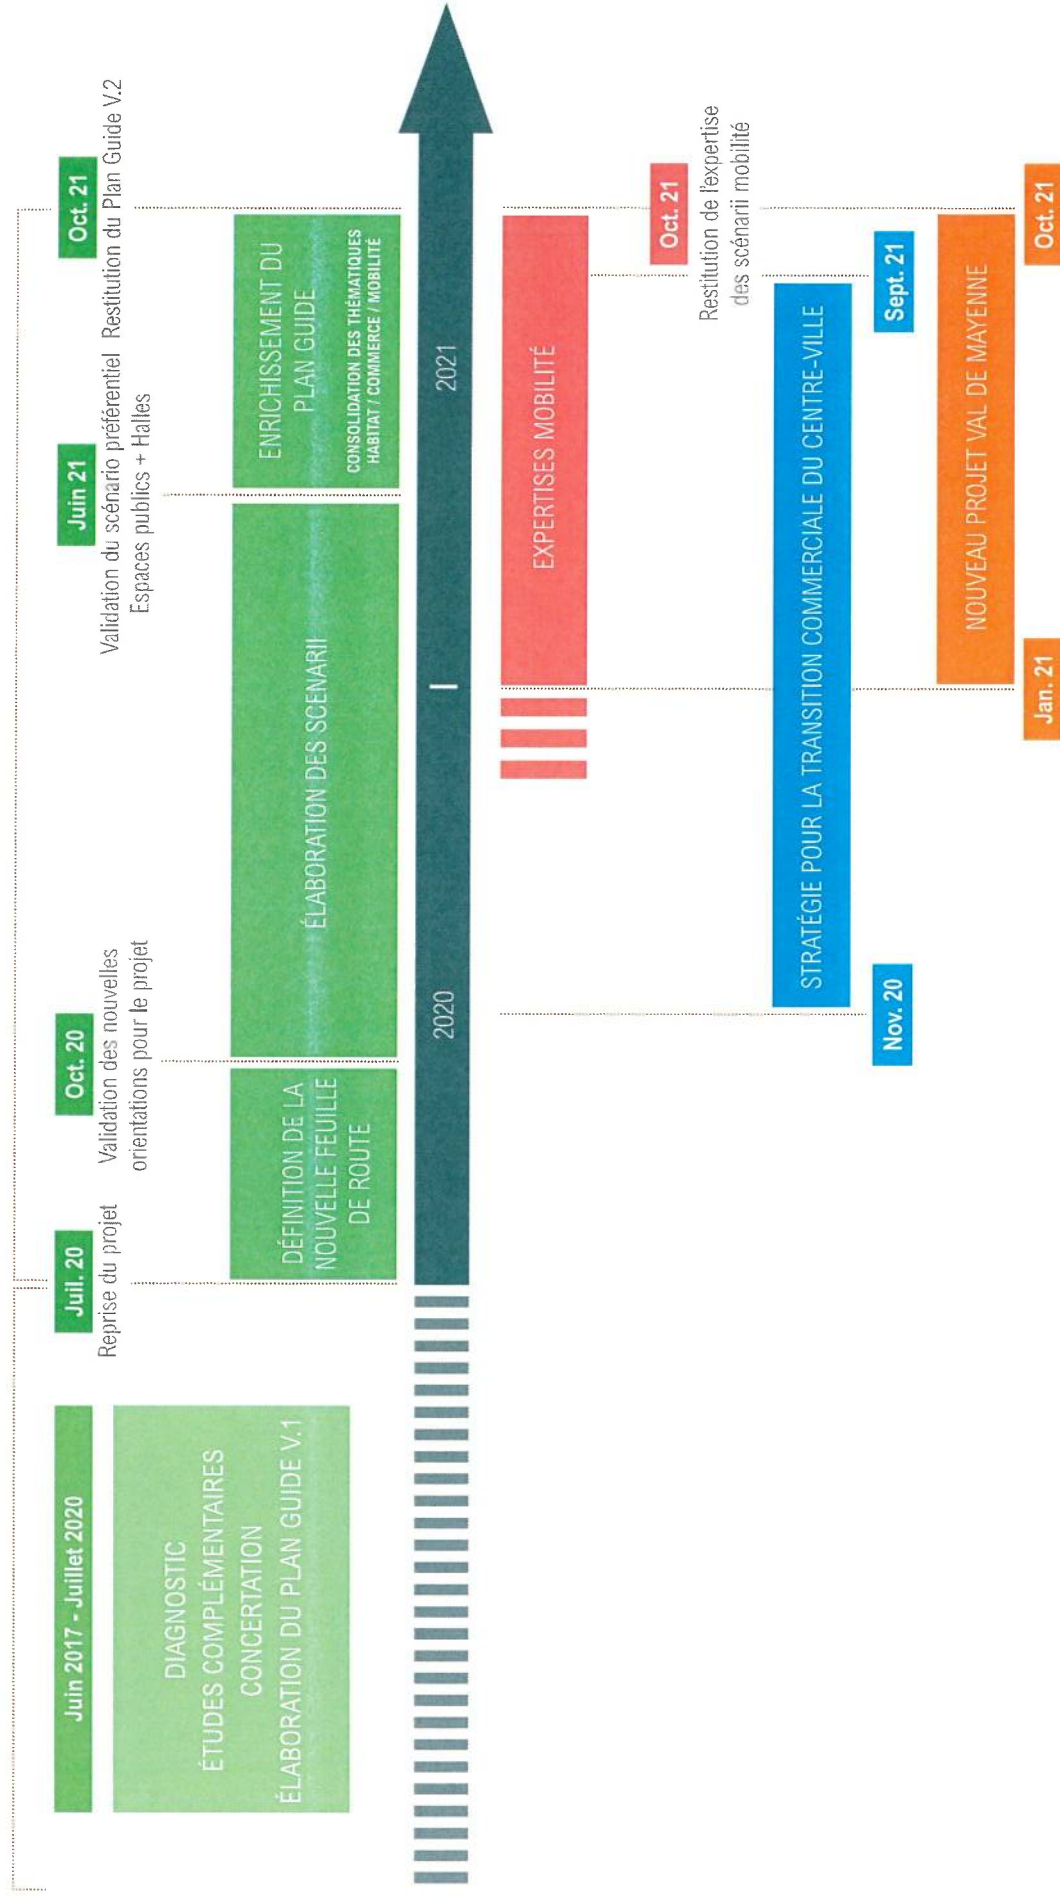 Juin 2017 - Juillet 2020
DIAGNOSTIC
ÉTUDES COMPLÉMENTAIRES
CONCERTATION
ÉLABORATION DU PLAN GUIDE V.1
Juil. 20
Reprise du projet
Oct. 20
Validation des nouvelles
orientations pour le projet
Juin 21
Validation du scénario préférentiel
Espaces publics + Halles
Oct. 21
Restitution du Plan Guide V.2
DÉFINITION DE LA
NOUVELLE FEUILLE
DE ROUTE
ÉLABORATION DES SCENARII
ENRICHISSEMENT DU
PLAN GUIDE
CONSOLIDATION DES THÉMATIQUES
HABITAT / COMMERCE / MOBILITÉ
2020
2021
EXPERTISES MOBILITÉ
Oct. 21
Restitution de l'expertise
des scénarii mobilité
STRATÉGIE POUR LA TRANSITION COMMERCIALE DU CENTRE-VILLE
Nov. 20
Sept. 21
NOUVEAU PROJET VAL DE MAYENNE
Jan. 21
Oct. 21